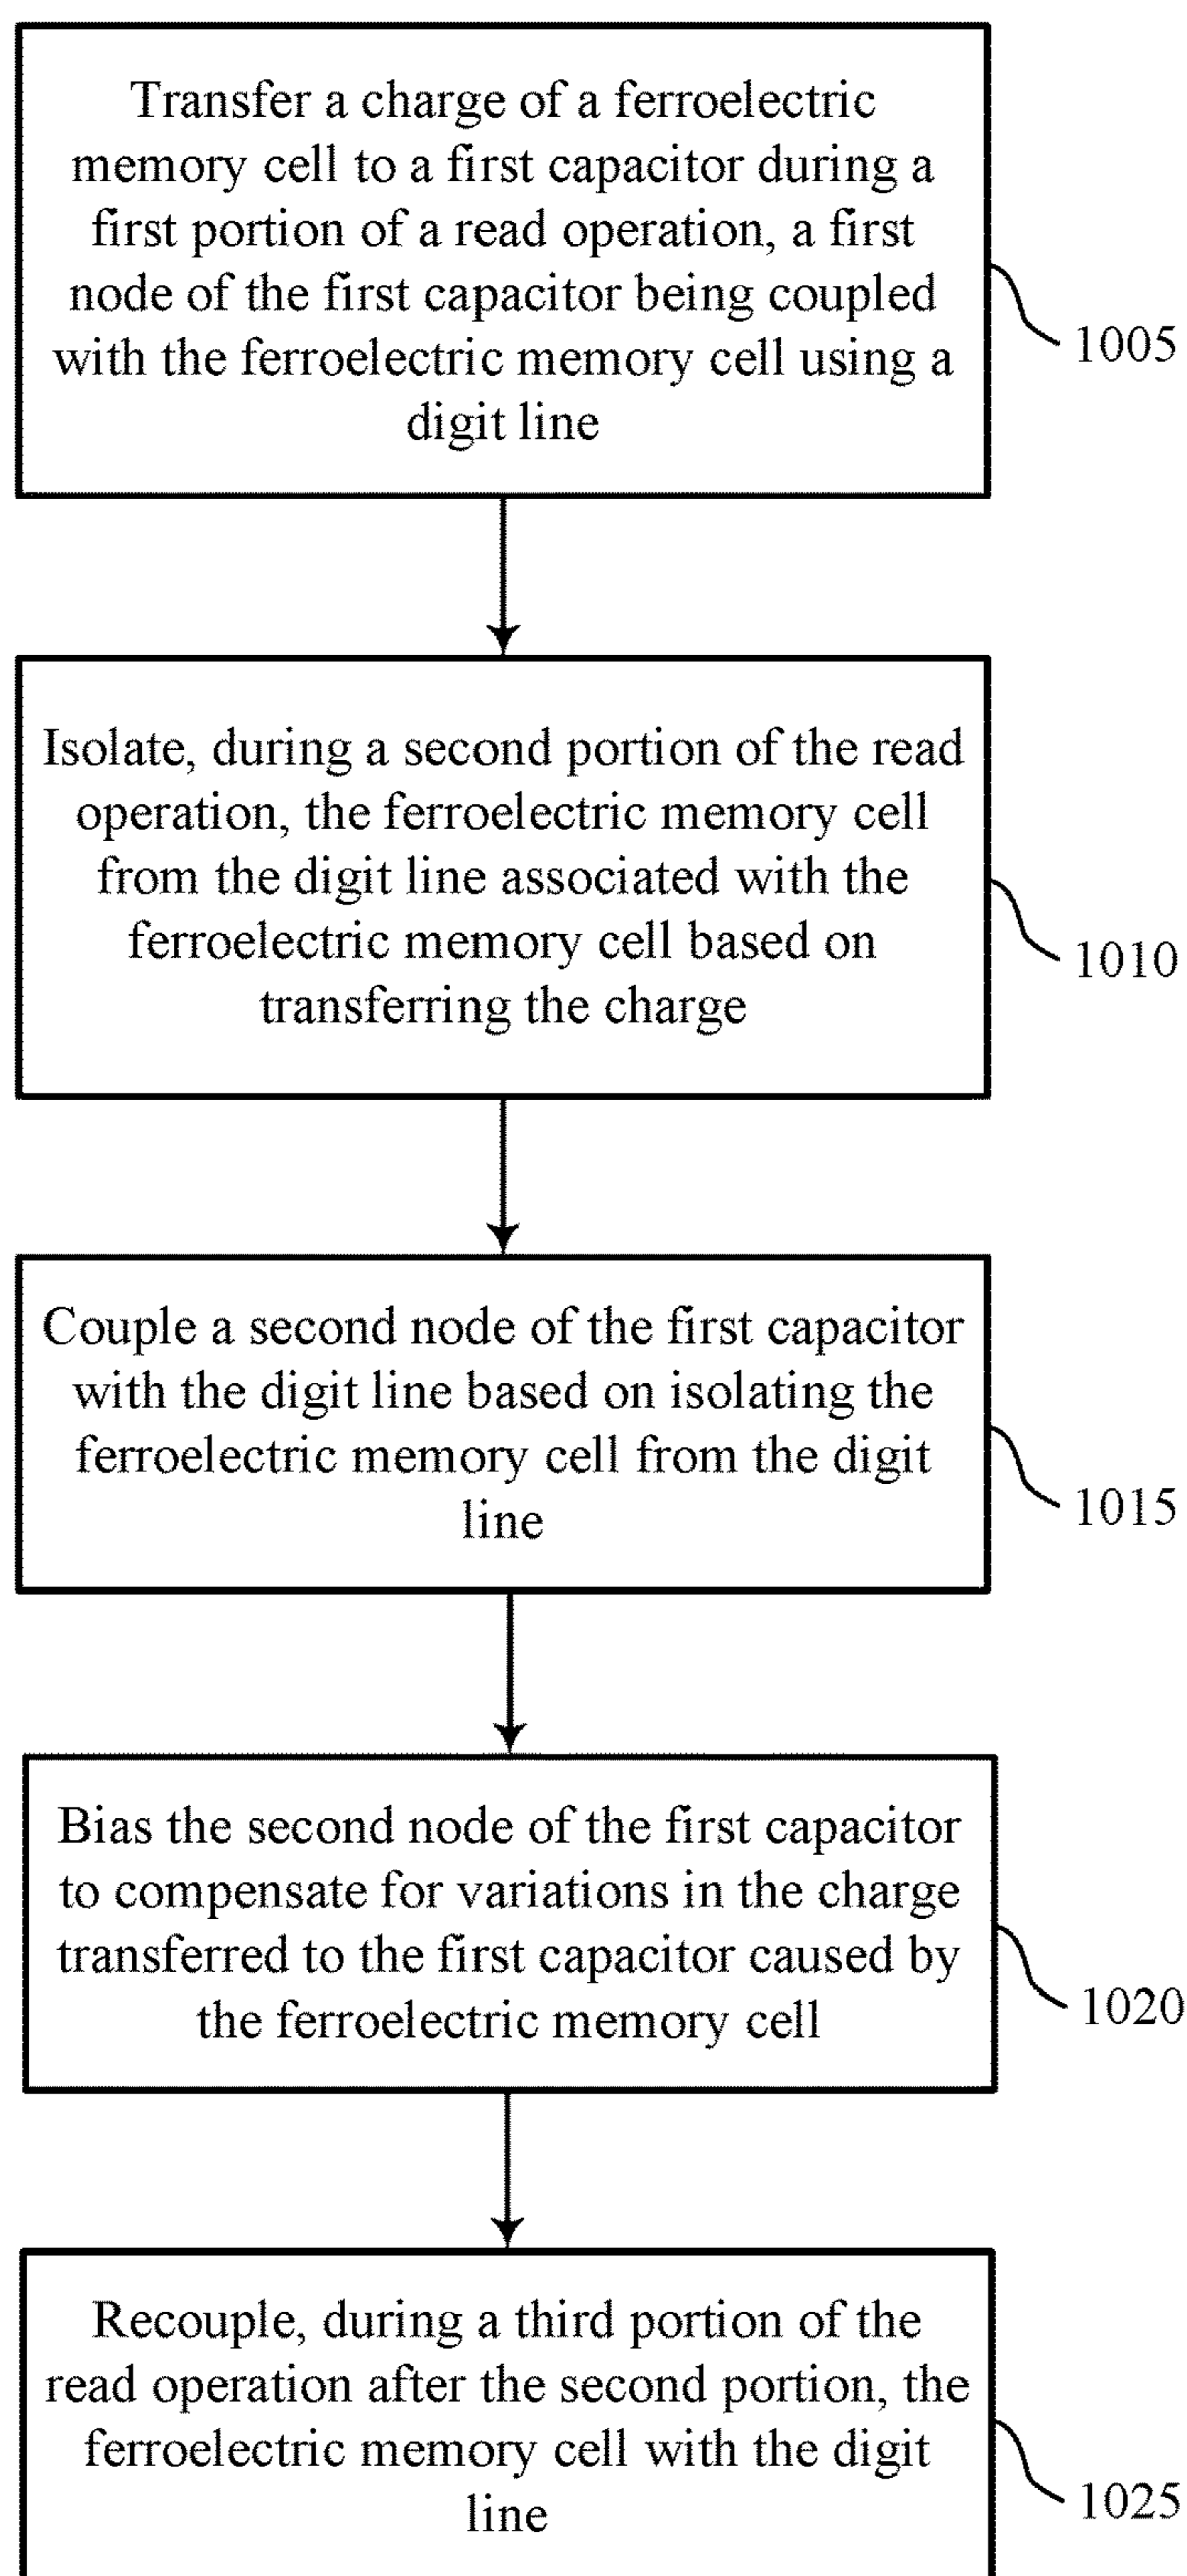 Transfer a charge of a ferroelectric
memory cell to a first capacitor during a
first portion of a read operation, a first
node of the first capacitor being coupled
with the ferroelectric memory cell using a
digit line
1005
Isolate, during a second portion of the read
operation, the ferroelectric memory cell
from the digit line associated with the
ferroelectric memory cell based on
transferring the charge
1010
Couple a second node of the first capacitor
with the digit line based on isolating the
ferroelectric memory cell from the digit
line
1015
Bias the second node of the first capacitor
to compensate for variations in the charge
transferred to the first capacitor caused by
the ferroelectric memory cell
1020
Recouple, during a third portion of the
read operation after the second portion, the
ferroelectric memory cell with the digit
line
1025